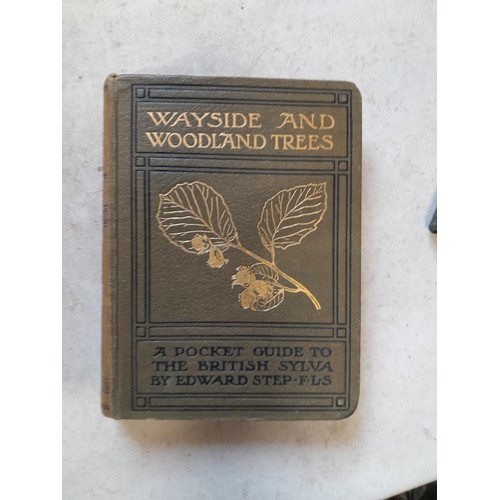 WAYSIDE AND
WOODLAND TREES
A POCKET GUIDE TO
THE BRITISH SYLVA
BY EDWARD STEP-F·L·S